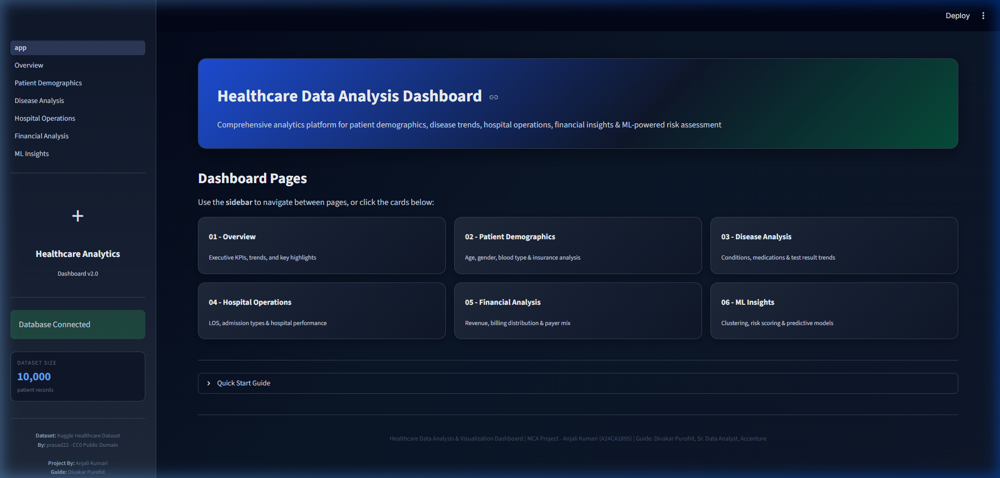 Deploy
app
Overview
Patient Demographics
Disease Analysis
Hospital Operations
Financial Analysis
ML Insights
Healthcare Analytics
Dashboard v2.0
Database Connected
DATASET SIZE
10,000
patient records
Dataset: Kaggle Healthcare Dataset
By: prasad22 - CC0 Public Domain
Project By: Anjali Kumari
Guide: Divakar Purohit
Healthcare Data Analysis Dashboard
Comprehensive analytics platform for patient demographics, disease trends, hospital operations, financial insights & ML-powered risk assessment
Dashboard Pages
Use the sidebar to navigate between pages, or click the cards below:
01 - Overview
Executive KPIs, trends, and key highlights
02 - Patient Demographics
Age, gender, blood type & insurance analysis
03 - Disease Analysis
Conditions, medications & test result trends
04 - Hospital Operations
LOS, admission types & hospital performance
05 - Financial Analysis
Revenue, billing distribution & payer mix
06 - ML Insights
Clustering, risk scoring & predictive models
Quick Start Guide
Healthcare Data Analysis & Visualization Dashboard | MCA Project - Anjali Kumari (A24CA1895) | Guide: Divakar Purohit, Sr. Data Analyst, Accenture